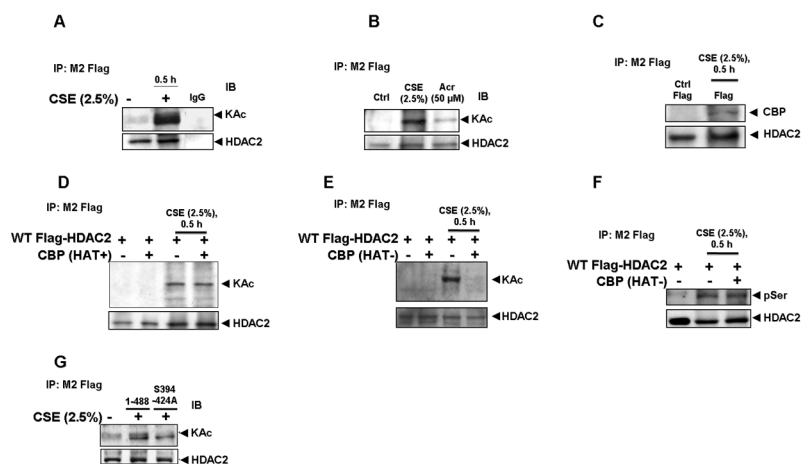 A
IP: M2 Flag
0.5 h
CSE (2.5%) - + IgG IB
◄KAc
◄HDAC2
B
IP: M2 Flag
Ctrl CSE (2.5%) Acr (50 µM) IB
◄KAc
◄HDAC2
C
IP: M2 Flag
CSE (2.5%),
0.5 h
Ctrl Flag Flag
◄CBP
◄HDAC2
D
IP: M2 Flag
CSE (2.5%),
0.5 h
WT Flag-HDAC2 + + + +
CBP (HAT+) + +
◄KAc
◄HDAC2
E
IP: M2 Flag
CSE (2.5%),
0.5 h
WT Flag-HDAC2 + + + +
CBP (HAT-) + +
◄KAc
◄HDAC2
F
IP: M2 Flag
CSE (2.5%),
0.5 h
WT Flag-HDAC2 + + +
CBP (HAT-) +
◄pSer
◄HDAC2
G
IP: M2 Flag
1-488 S394 -424A IB
CSE (2.5%) - + +
◄KAc
◄HDAC2